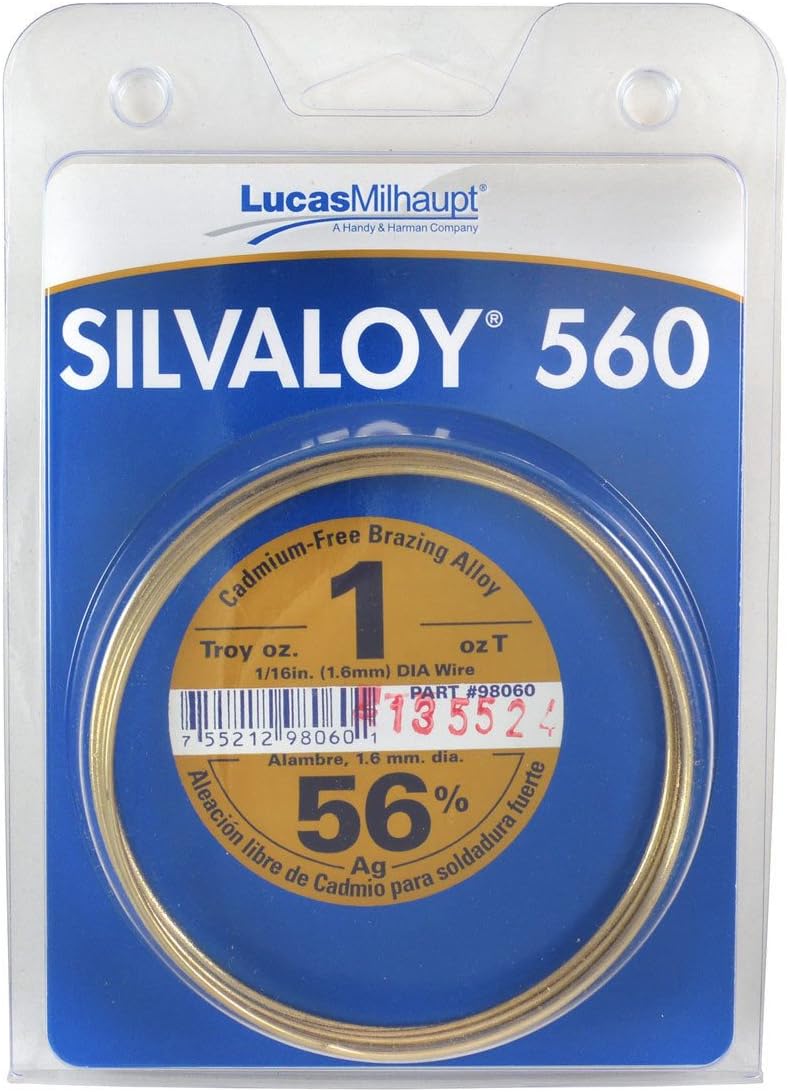 LucasMilhaupt®
A Handy & Harman Company
SILVALOY® 560
Cadmium-Free Brazing Alloy
1
Troy oz. oz T
1/16in. (1.6mm) DIA Wire
PART #98060
135524
7 55212 98060 1
Alambre, 1.6 mm. dia.
56%
Ag
Aleación libre de Cadmio para soldadura fuerte